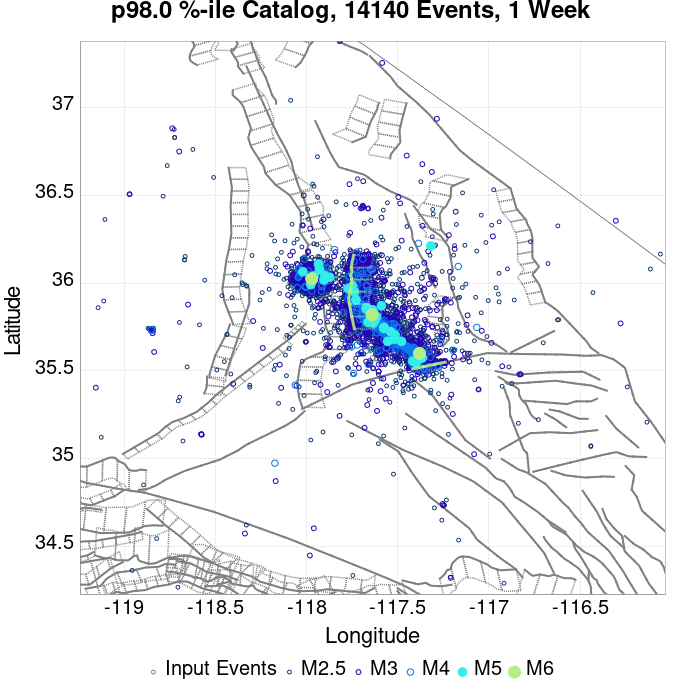 p98.0 %-ile Catalog, 14140 Events, 1 Week
37
36.5
36
35.5
35
34.5
Latitude
-119
-118.5
-118
-117.5
-117
-116.5
Longitude
Input Events
M2.5
M3
M4
M5
M6